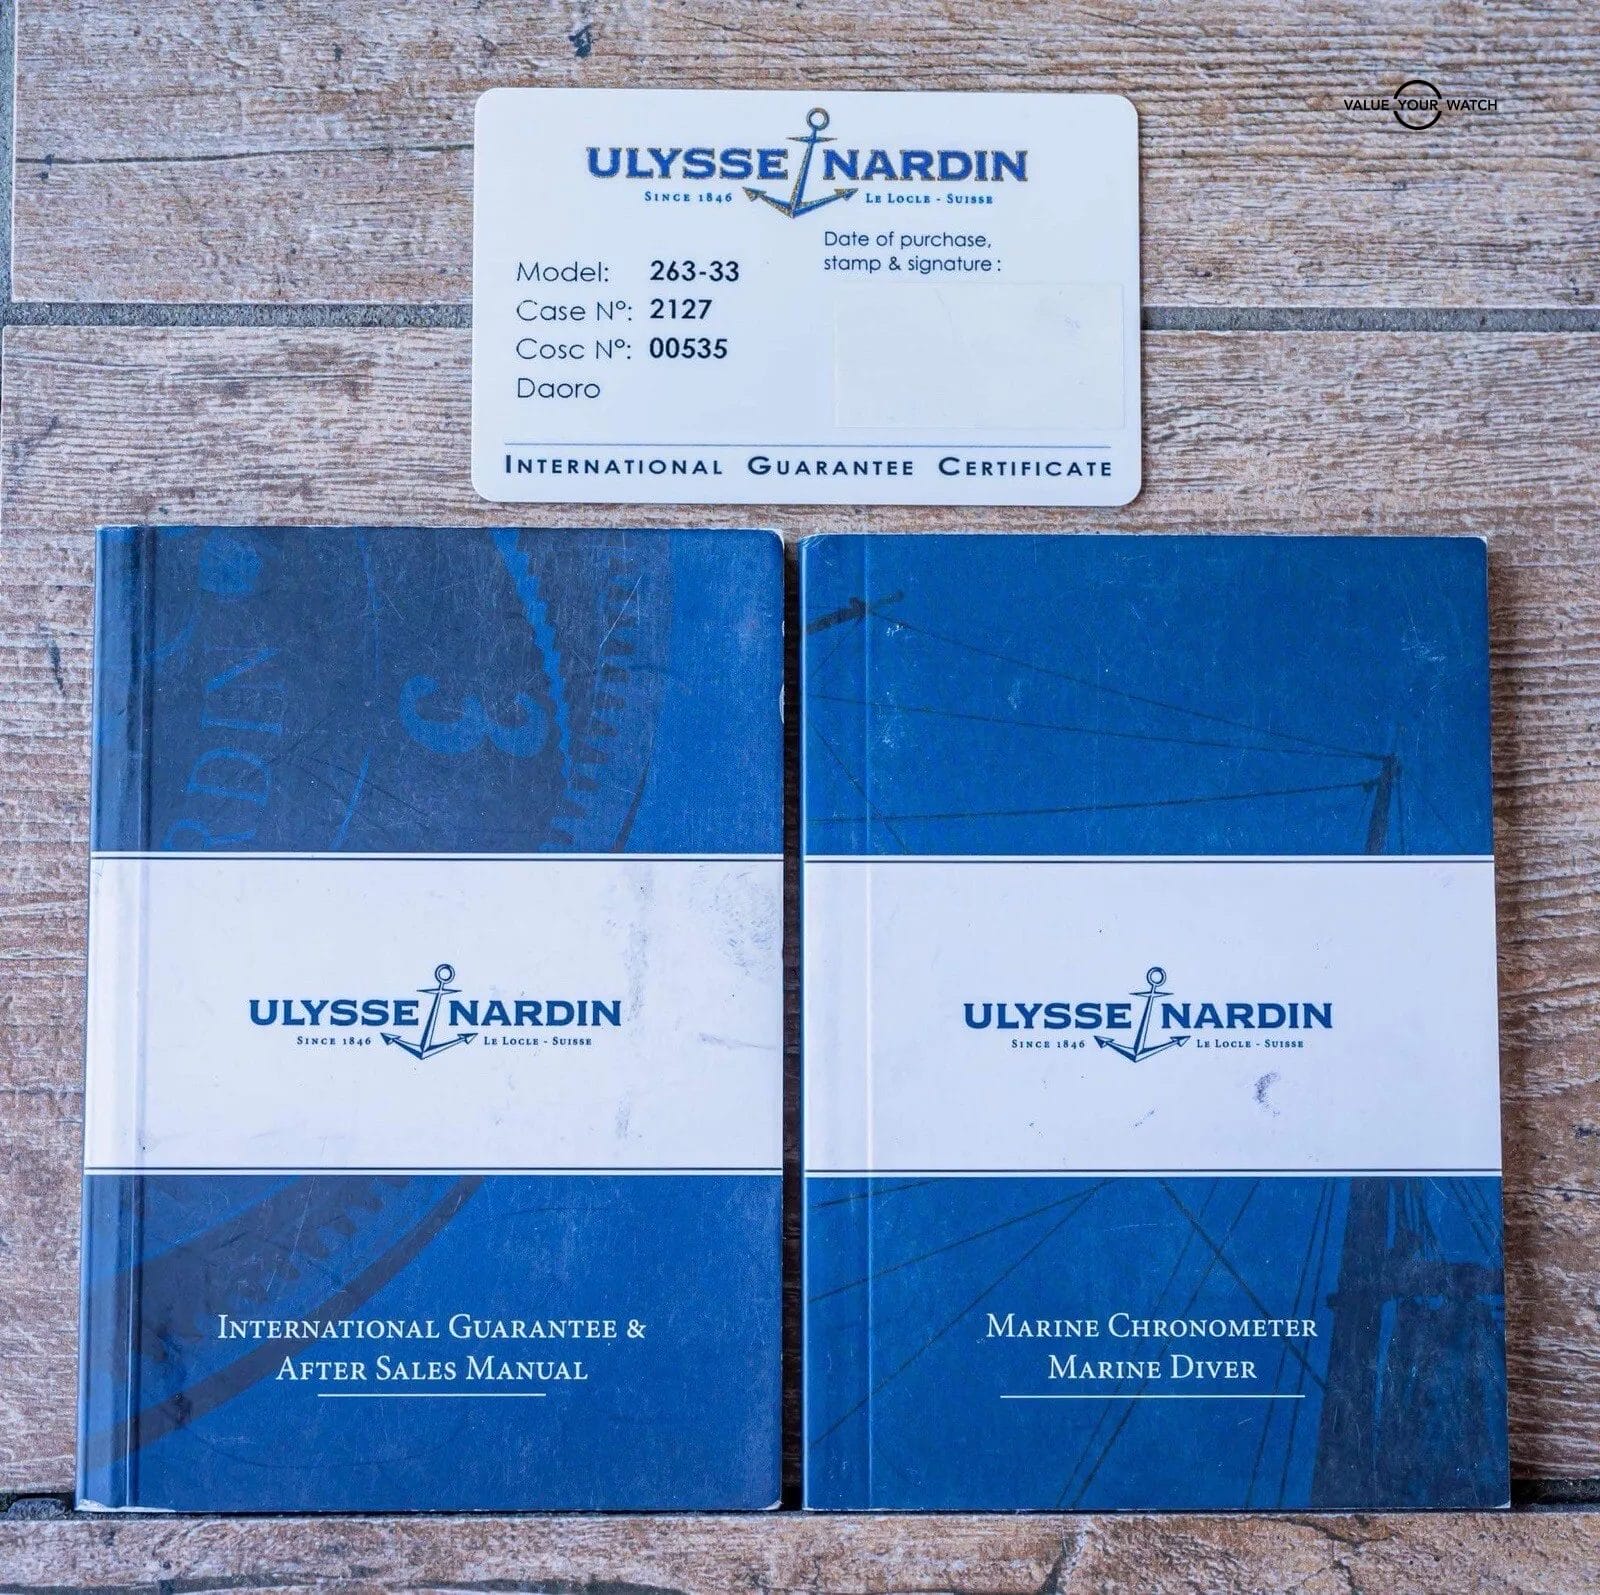 VALUE YOUR WATCH
ULYSSE NARDIN
SINCE 1846 LE LOCLE - SUISSE
Date of purchase,
stamp & signature :
Model: 263-33
Case N°: 2127
Cosc N°: 00535
Daoro
INTERNATIONAL GUARANTEE CERTIFICATE
RDIN
3
ULYSSE NARDIN
SINCE 1846 LE LOCLE - SUISSE
INTERNATIONAL GUARANTEE &
AFTER SALES MANUAL
ULYSSE NARDIN
SINCE 1846 LE LOCLE - SUISSE
MARINE CHRONOMETER
MARINE DIVER